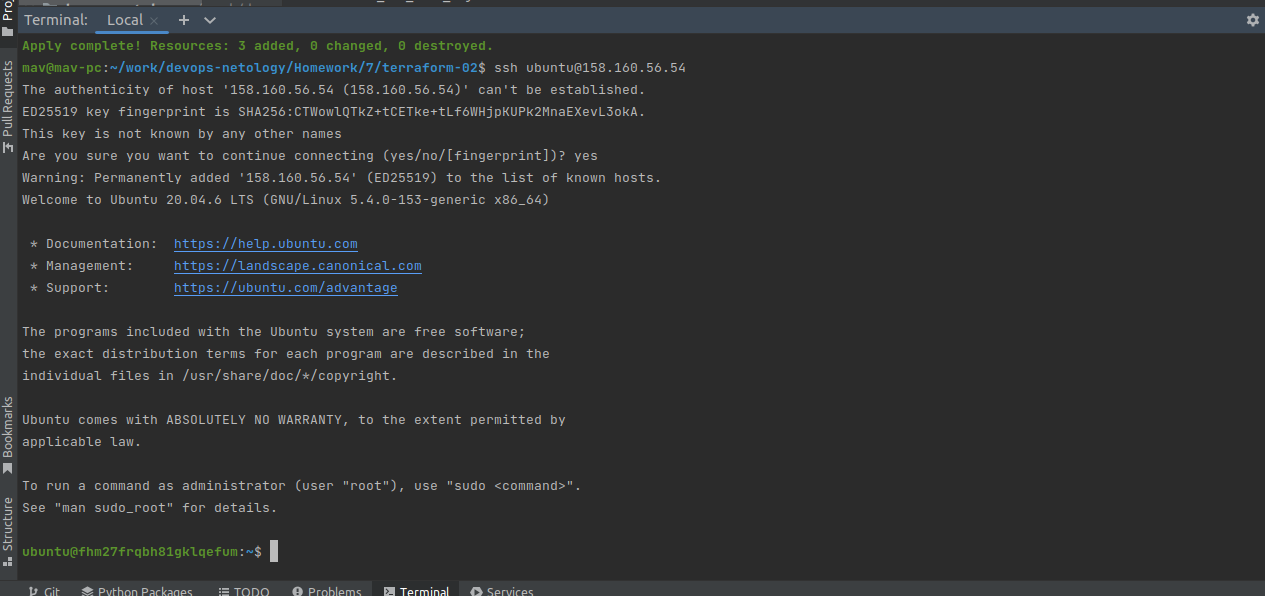 Terminal: Local × + 
Apply complete! Resources: 3 added, 0 changed, 0 destroyed.
mav@mav-pc:~/work/devops-netology/Homework/7/terraform-02$ ssh ubuntu@158.160.56.54
The authenticity of host '158.160.56.54 (158.160.56.54)' can't be established.
ED25519 key fingerprint is SHA256:CTWowlQTkZ+tCETke+tLf6WHjpKUPk2MnaEXevL3okA.
This key is not known by any other names
Are you sure you want to continue connecting (yes/no/[fingerprint])? yes
Warning: Permanently added '158.160.56.54' (ED25519) to the list of known hosts.
Welcome to Ubuntu 20.04.6 LTS (GNU/Linux 5.4.0-153-generic x86_64)
* Documentation: https://help.ubuntu.com
* Management: https://landscape.canonical.com
* Support: https://ubuntu.com/advantage
The programs included with the Ubuntu system are free software;
the exact distribution terms for each program are described in the
individual files in /usr/share/doc/*/copyright.
Ubuntu comes with ABSOLUTELY NO WARRANTY, to the extent permitted by
applicable law.
To run a command as administrator (user "root"), use "sudo <command>".
See "man sudo_root" for details.
ubuntu@fhm27frqbh81gklqefum:~$
Pull Requests
Bookmarks
Structure
Git Python Packages TODO Problems Terminal Services